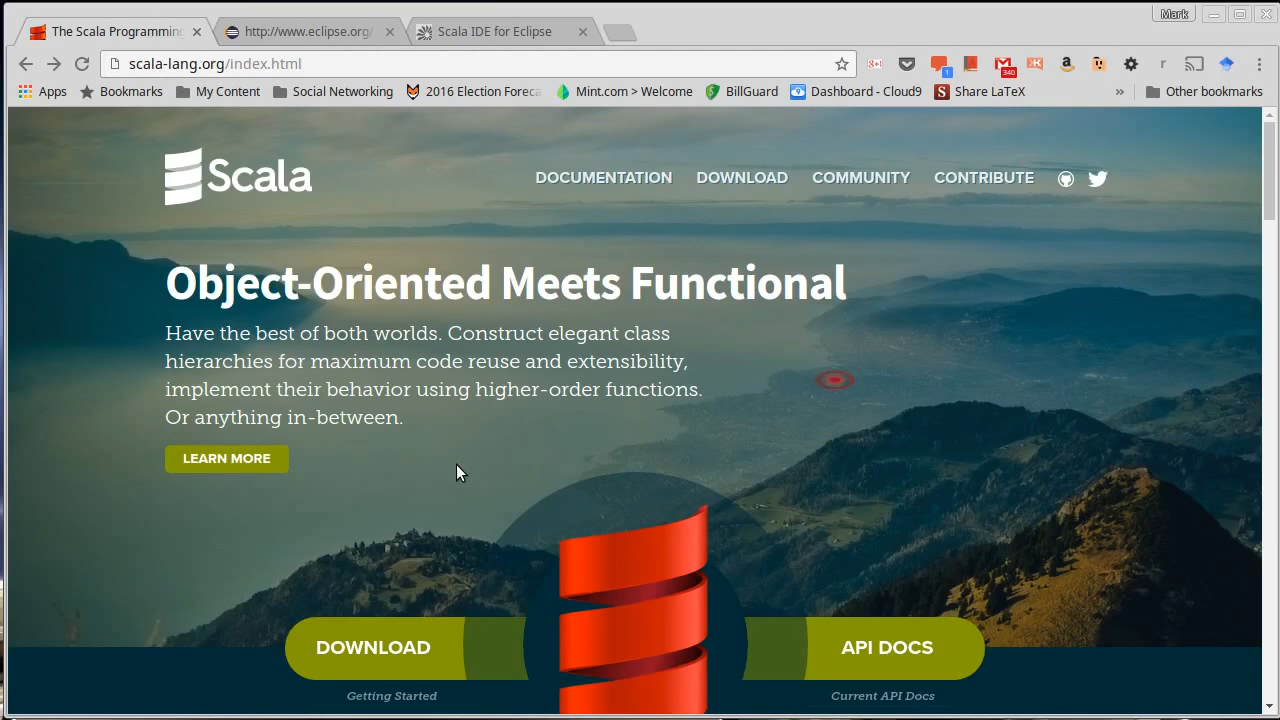 Mark
The Scala Programming
http://www.eclipse.org/
Scala IDE for Eclipse
scala-lang.org/index.html
g+1
1
340
r
Apps
Bookmarks
My Content
Social Networking
2016 Election Foreca
Mint.com > Welcome
BillGuard
Dashboard - Cloud9
S
Share LaTeX
»
Other bookmarks
Scala
DOCUMENTATION
DOWNLOAD
COMMUNITY
CONTRIBUTE
Object-Oriented Meets Functional
Have the best of both worlds. Construct elegant class
hierarchies for maximum code reuse and extensibility,
implement their behavior using higher-order functions.
Or anything in-between.
LEARN MORE
DOWNLOAD
API DOCS
Getting Started
Current API Docs